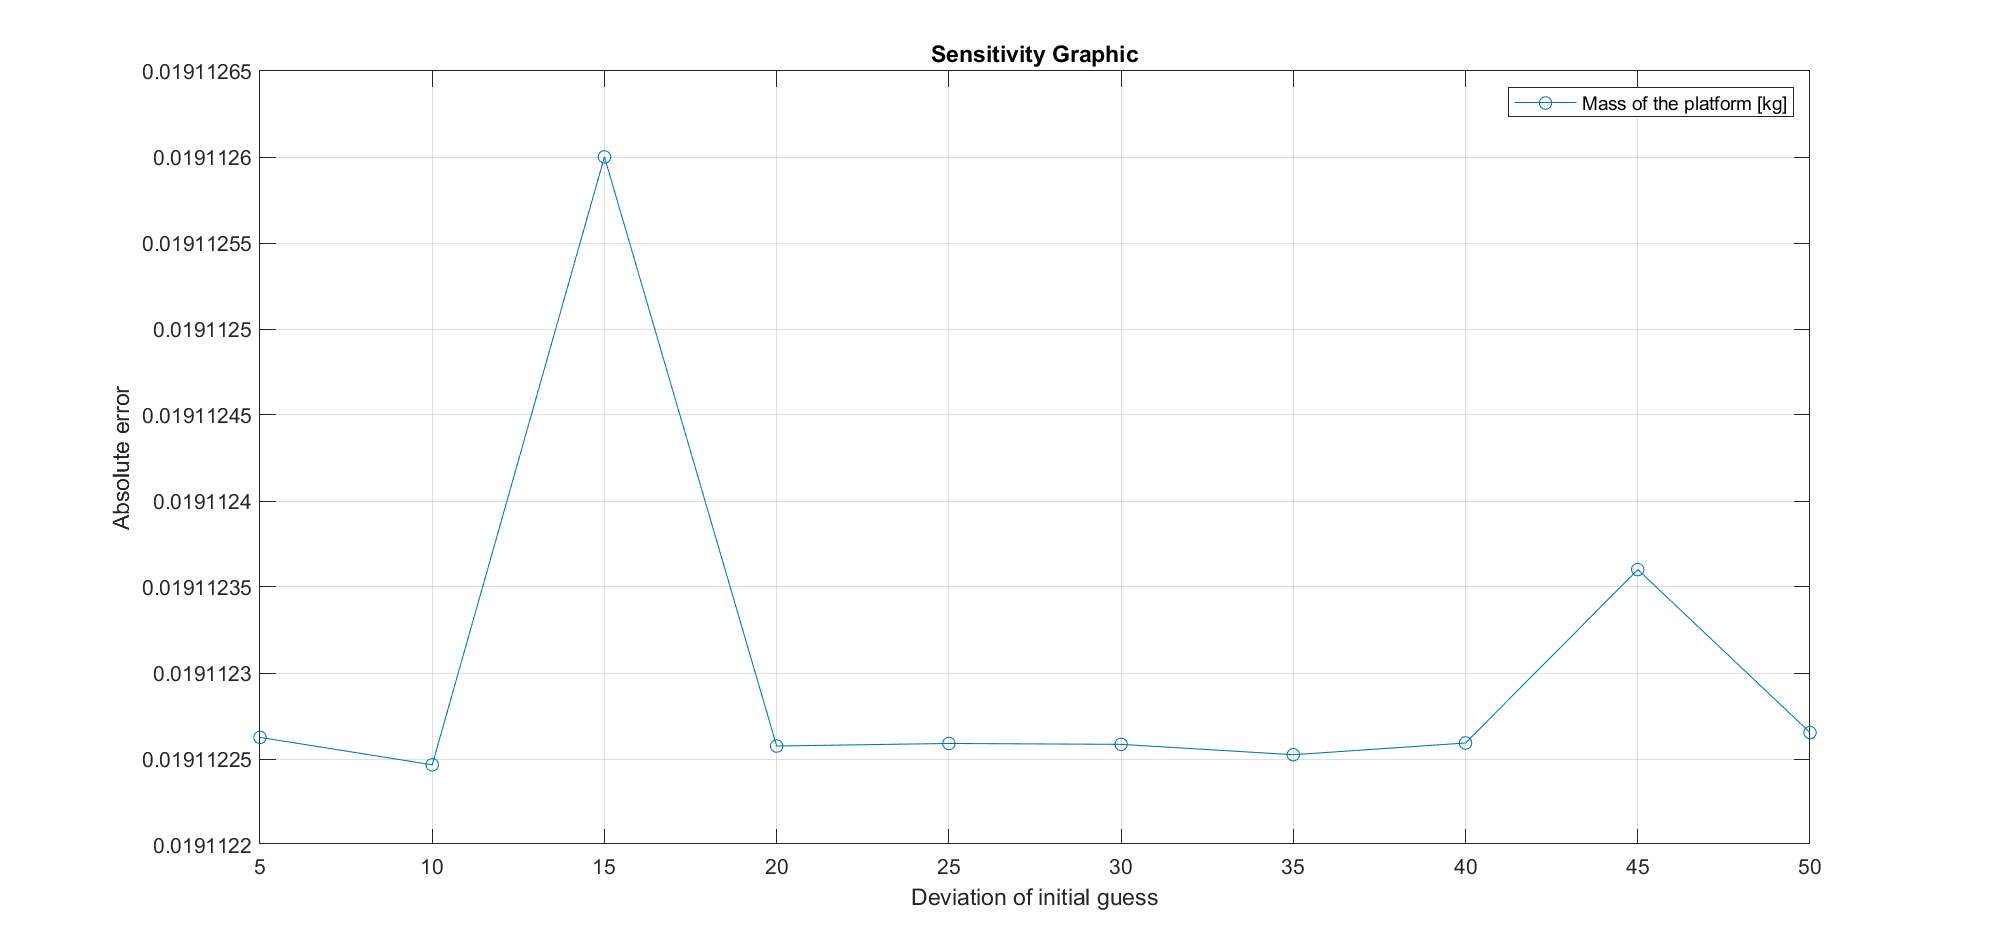 Sensitivity Graphic
0.01911265
0.0191126
0.01911255
0.0191125
0.01911245
0.0191124
0.01911235
0.0191123
0.01911225
0.0191122
Absolute error
Mass of the platform [kg]
5 10 15 20 25 30 35 40 45 50
Deviation of initial guess